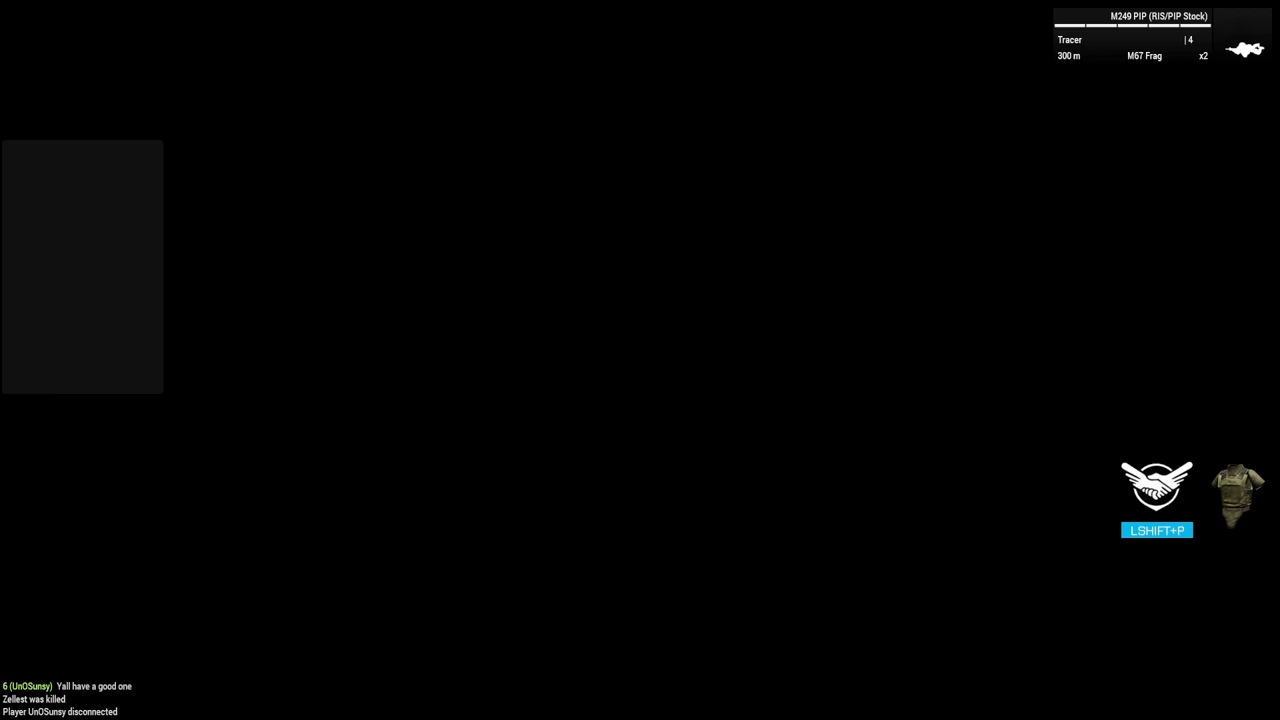 M249 PIP (RIS/PIP Stock)
Tracer | 4
300 m M67 Frag x2
LSHIFT+P
6 (UnOSunsy) Yall have a good one
Zellest was killed
Player UnOSunsy disconnected